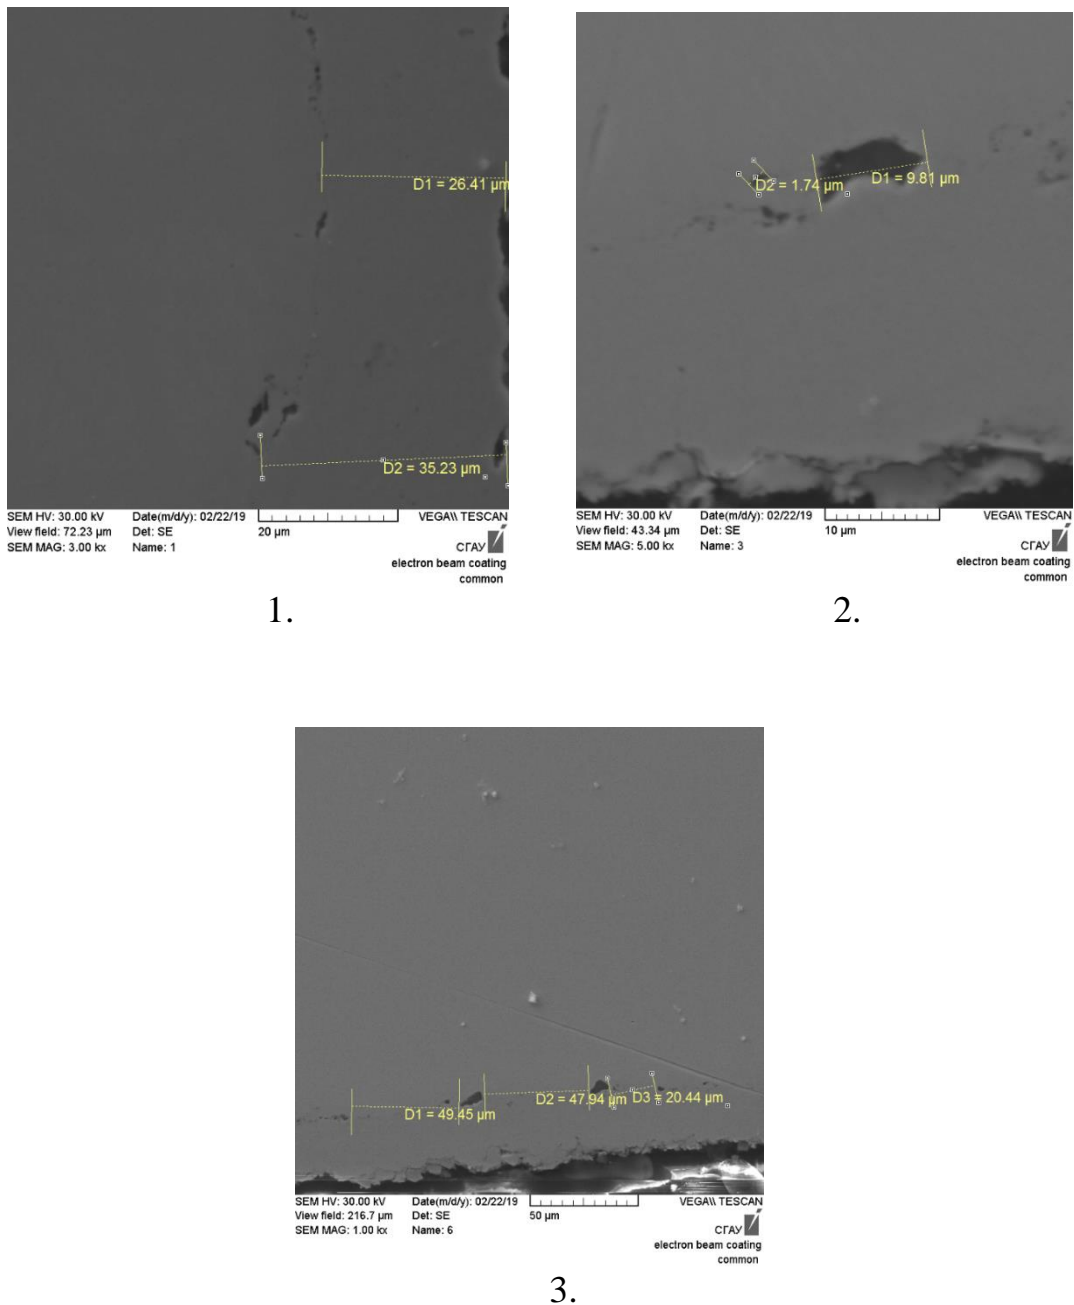 D1 = 26.41 µm
D2 = 35.23 µm
SEM HV: 30.00 kV Date(m/d/y): 02/22/19 VEGA\\ TESCAN
View field: 72.23 µm Det: SE 20 µm
SEM MAG: 3.00 kx Name: 1 СГАУ
electron beam coating
common
1.
D2 = 1.74 µm D1 = 9.81 µm
SEM HV: 30.00 kV Date(m/d/y): 02/22/19 VEGA\\ TESCAN
View field: 43.34 µm Det: SE 10 µm
SEM MAG: 5.00 kx Name: 3 СГАУ
electron beam coating
common
2.
D1 = 49.45 µm D2 = 47.94 µm D3 = 20.44 µm
SEM HV: 30.00 kV Date(m/d/y): 02/22/19 VEGA\\ TESCAN
View field: 216.7 µm Det: SE 50 µm
SEM MAG: 1.00 kx Name: 6 СГАУ
electron beam coating
common
3.